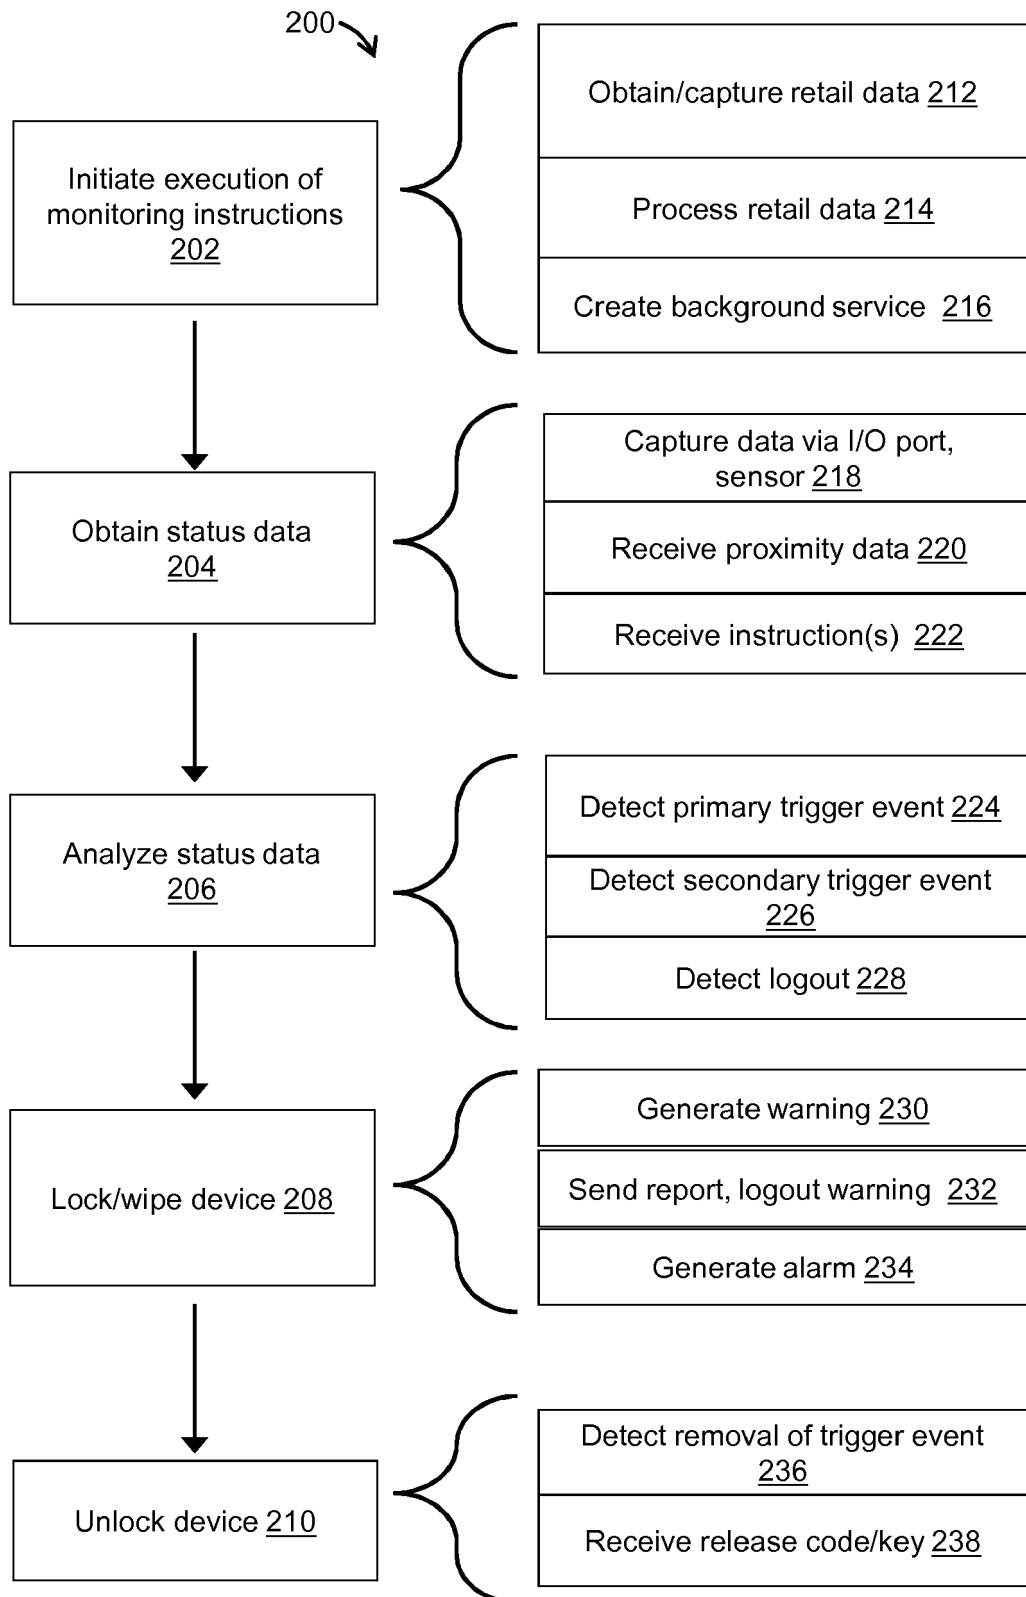 200
Initiate execution of
monitoring instructions
202
Obtain/capture retail data 212
Process retail data 214
Create background service 216
Obtain status data
204
Capture data via I/O port,
sensor 218
Receive proximity data 220
Receive instruction(s) 222
Analyze status data
206
Detect primary trigger event 224
Detect secondary trigger event
226
Detect logout 228
Lock/wipe device 208
Generate warning 230
Send report, logout warning 232
Generate alarm 234
Unlock device 210
Detect removal of trigger event
236
Receive release code/key 238